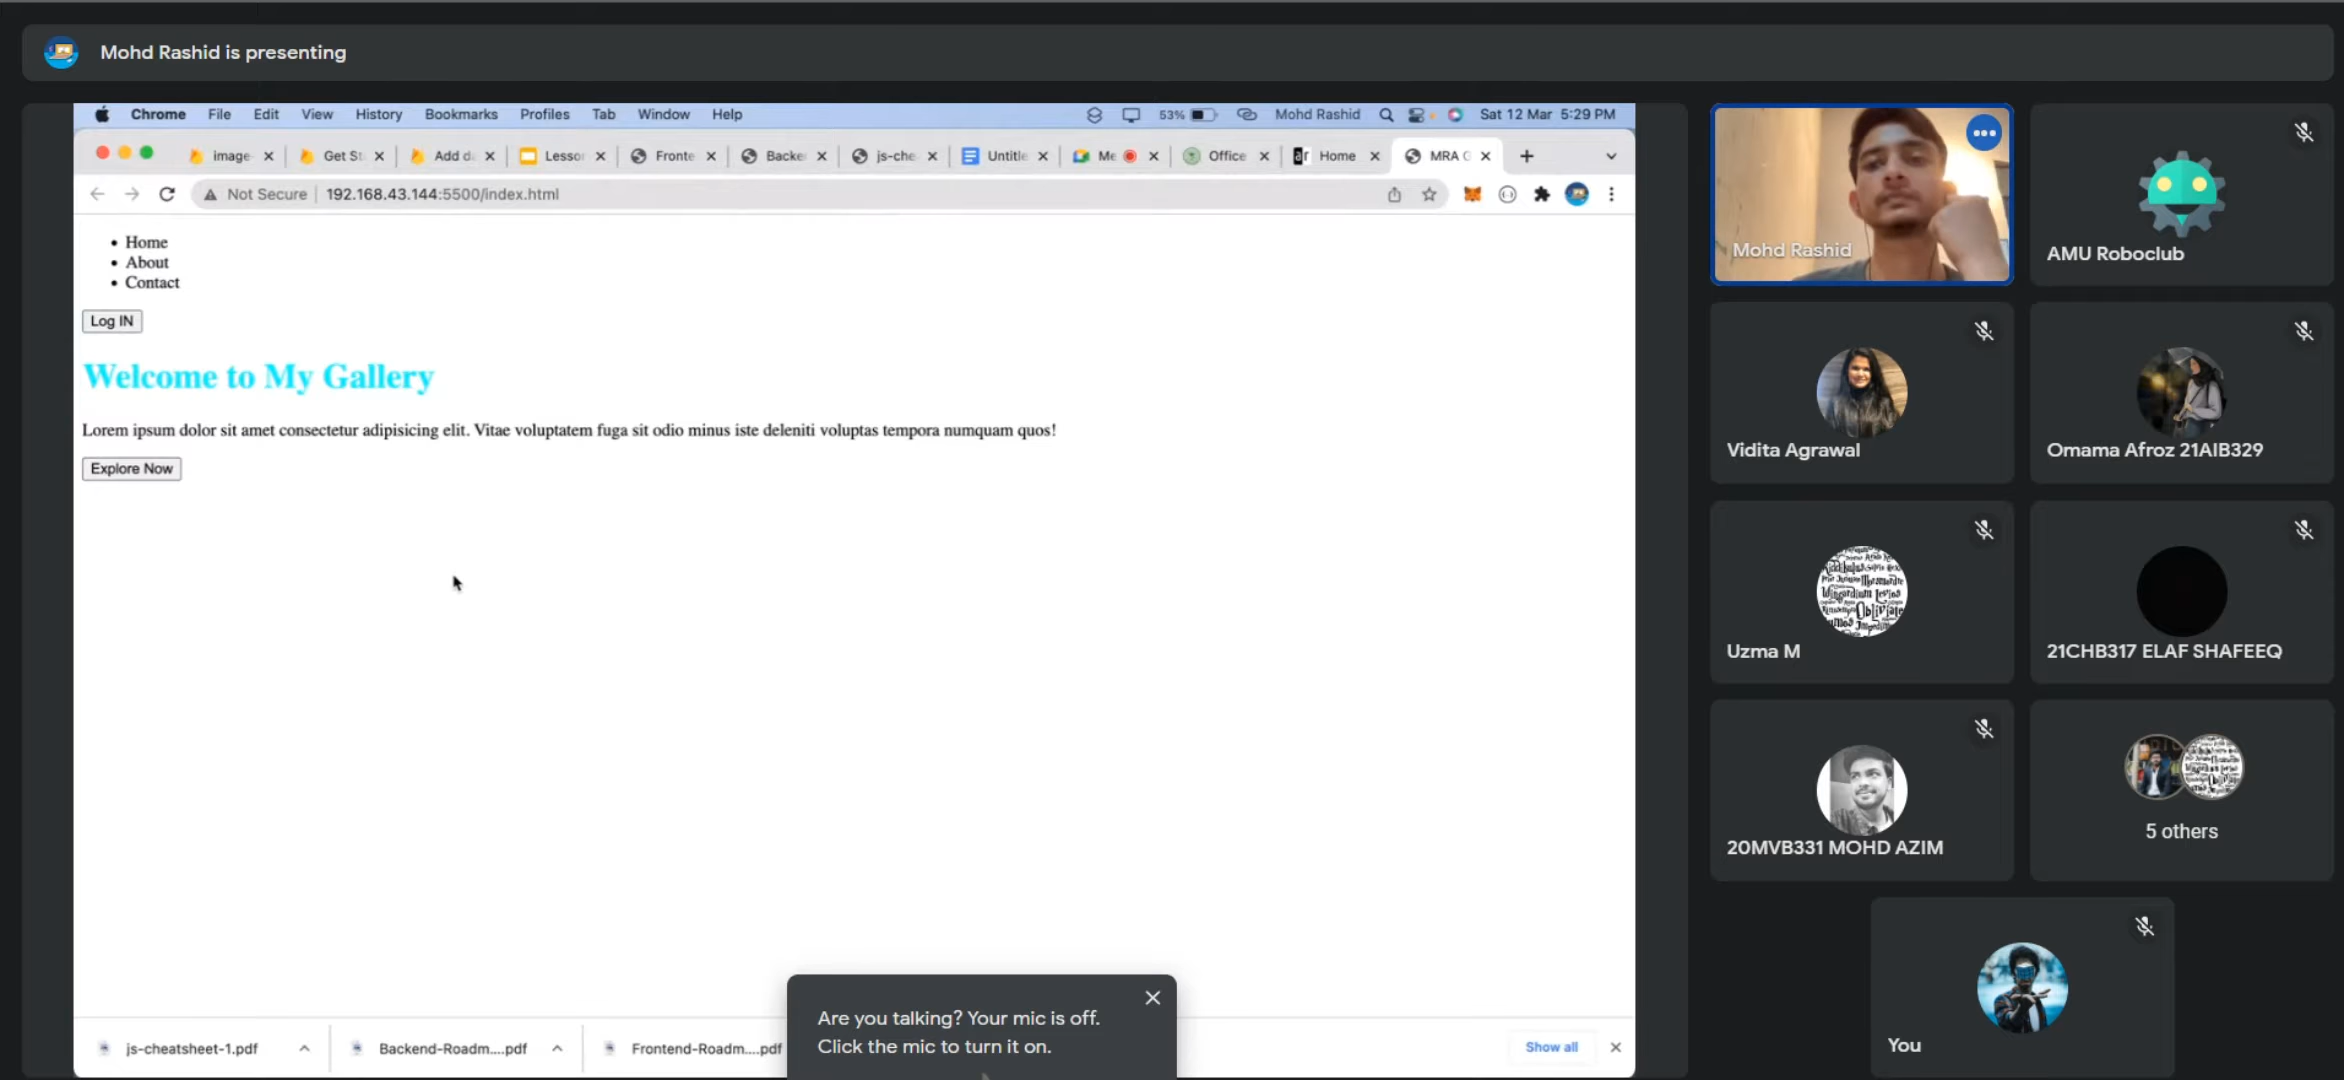 Mohd Rashid is presenting
Chrome File Edit View History Bookmarks Profiles Tab Window Help 53% Mohd Rashid Sat 12 Mar 5:29 PM
image Get St Add d Lesso Fronte Backe js-che Untitle Me Office ar Home MRA G
Not Secure 192.168.43.144:5500/index.html
Home
About
Contact
Log IN
Welcome to My Gallery
Lorem ipsum dolor sit amet consectetur adipisicing elit. Vitae voluptatem fuga sit odio minus iste deleniti voluptas tempora numquam quos!
Explore Now
js-cheatsheet-1.pdf Backend-Roadm....pdf Frontend-Roadm....pdf Show all
Are you talking? Your mic is off.
Click the mic to turn it on.
Mohd Rashid
AMU Roboclub
Vidita Agrawal
Omama Afroz 21AIB329
Uzma M
21CHB317 ELAF SHAFEEQ
20MVB331 MOHD AZIM
5 others
You